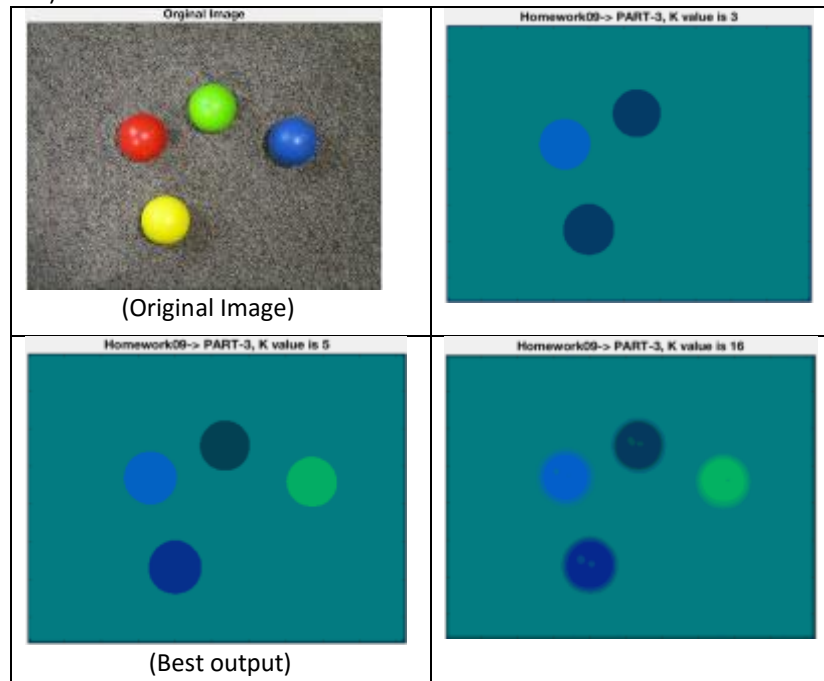 Orginal Image
Homework09-> PART-3, K value is 3
(Original Image)
Homework09-> PART-3, K value is 5
Homework09-> PART-3, K value is 16
(Best output)